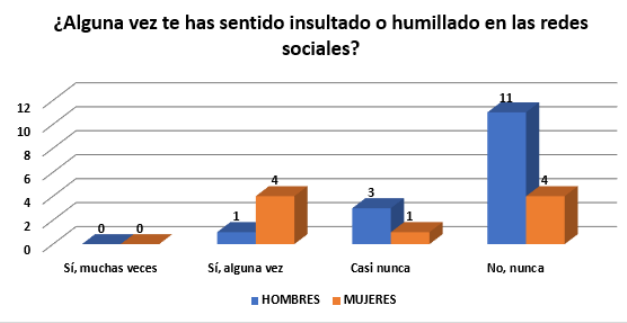 ¿Alguna vez te has sentido insultado o humillado en las redes
sociales?
12
10
8
6
4
2
0
0 0
1 4
3 1
11 4
Sí, muchas veces Sí, alguna vez Casi nunca No, nunca
HOMBRES MUJERES